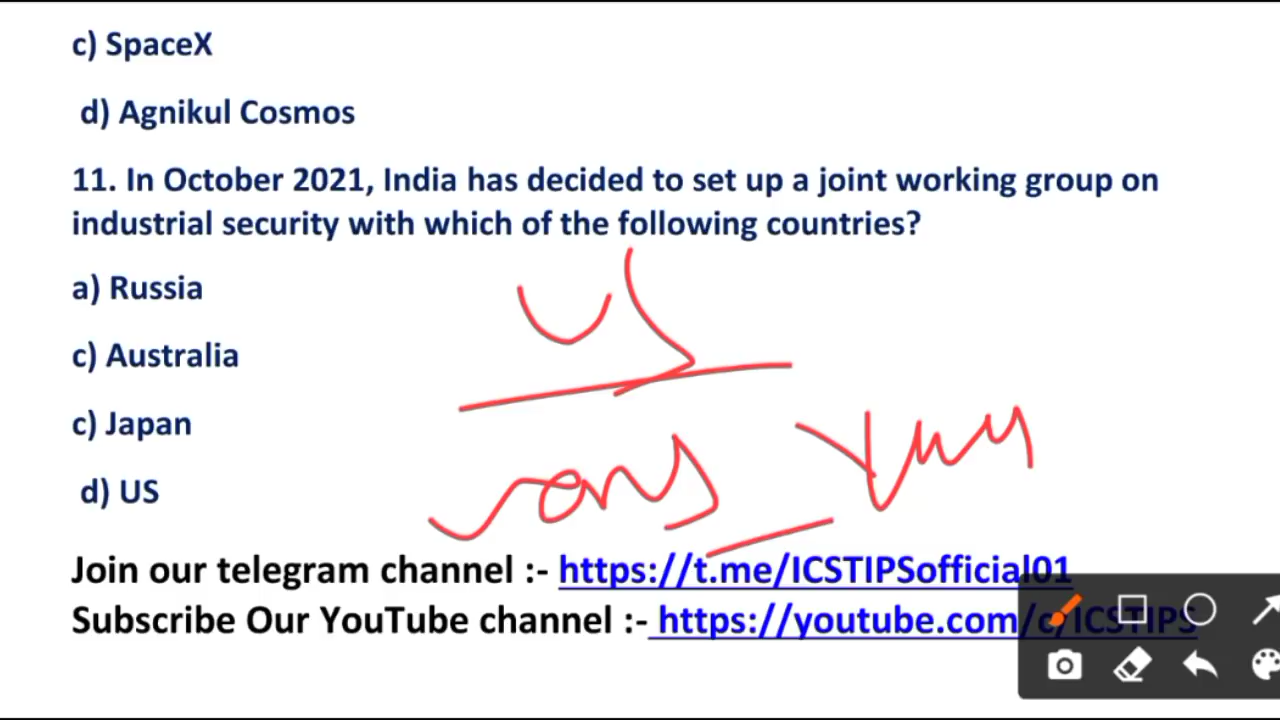 c) SpaceX
d) Agnikul Cosmos
11. In October 2021, India has decided to set up a joint working group on
industrial security with which of the following countries?
a) Russia
US
c) Australia
c) Japan
d) US
Join our telegram channel :- https://t.me/ICSTIPSofficial01
Subscribe Our YouTube channel :- https://youtube.com/c/ICSTIPS